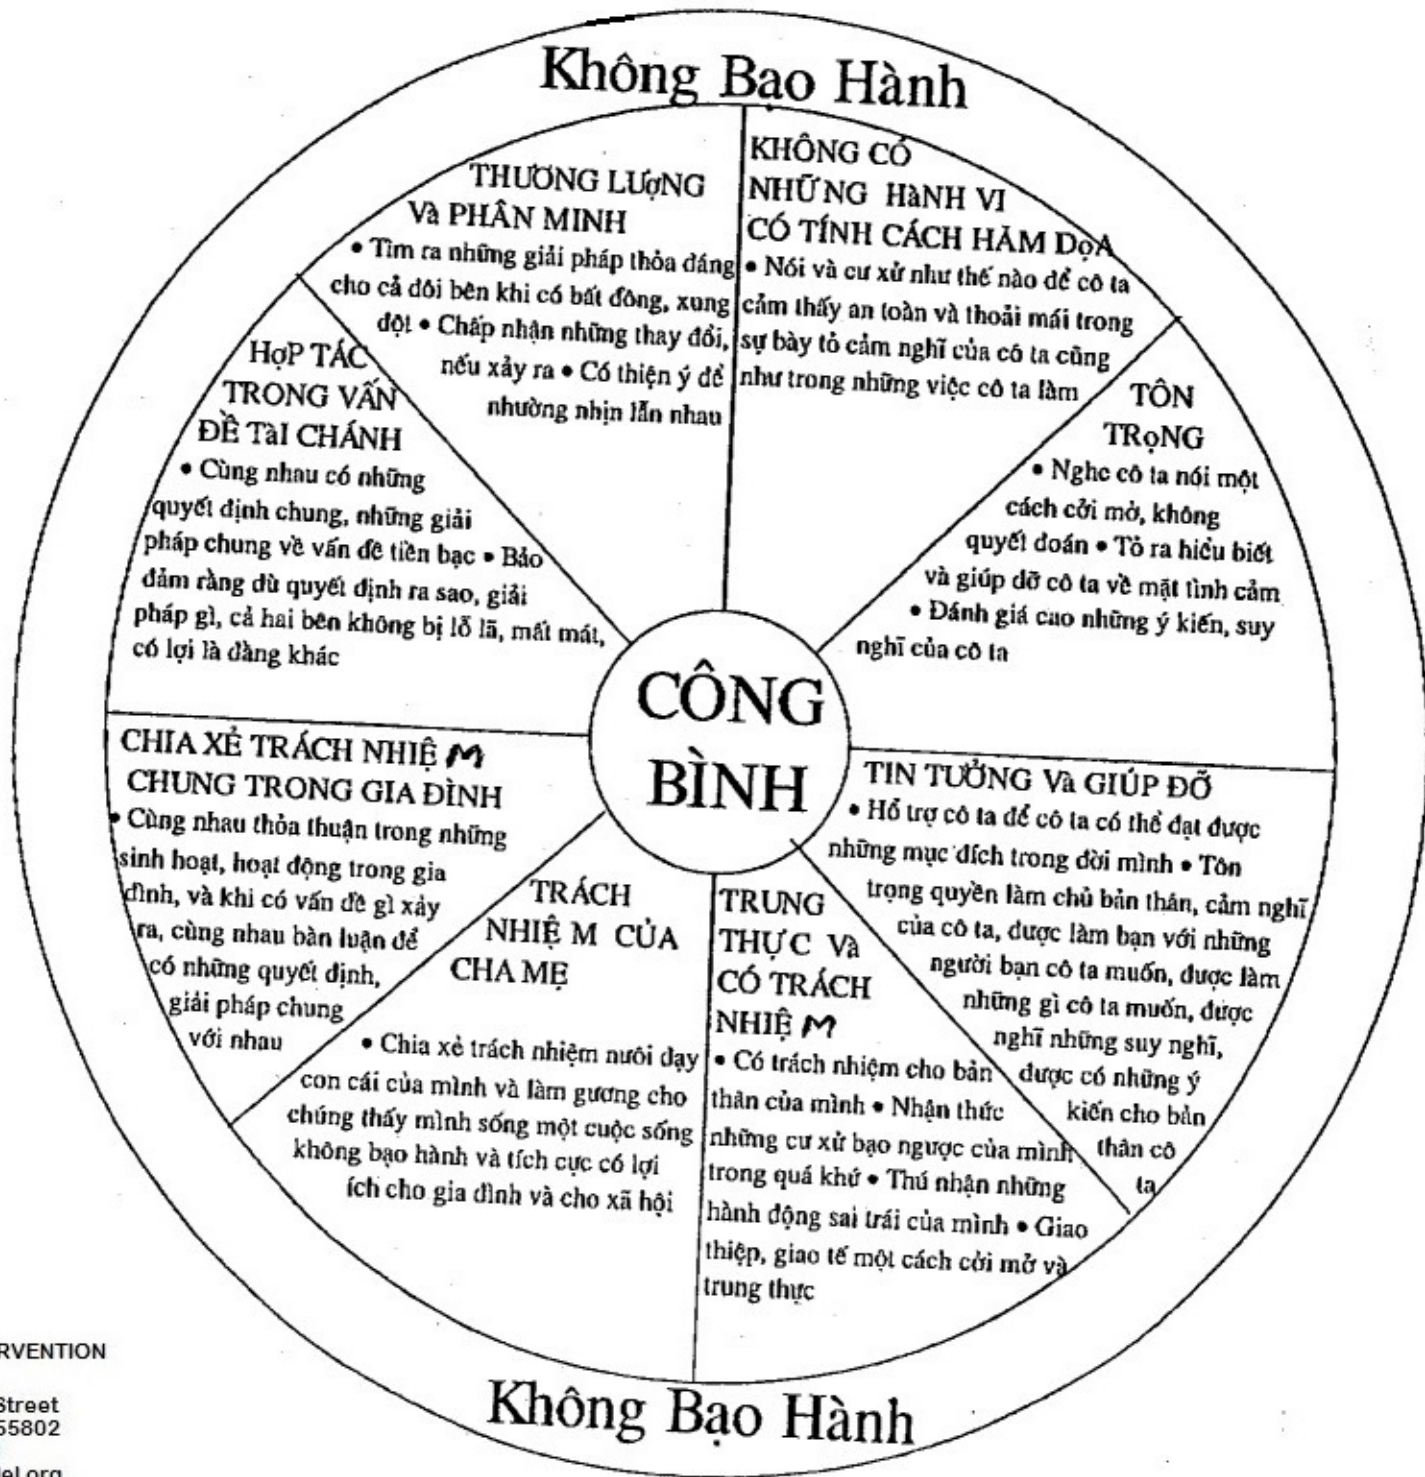 Không Bạo Hành
THƯƠNG LƯỢNG
Và PHÂN MINH
• Tìm ra những giải pháp thỏa đáng
cho cả đôi bên khi có bất đồng, xung
đột • Chấp nhận những thay đổi,
nếu xảy ra • Có thiện ý để
nhường nhịn lẫn nhau
KHÔNG CÓ
NHỮNG HàNH VI
CÓ TÍNH CÁCH HĂM DỌA
• Nói và cư xử như thế nào để cô ta
cảm thấy an toàn và thoải mái trong
sự bày tỏ cảm nghĩ của cô ta cũng
như trong những việc cô ta làm
TÔN
TRỌNG
• Nghe cô ta nói một
cách cởi mở, không
quyết đoán • Tỏ ra hiểu biết
và giúp đỡ cô ta về mặt tình cảm
• Đánh giá cao những ý kiến, suy
nghĩ của cô ta
TIN TƯỞNG Và GIÚP ĐỠ
• Hổ trợ cô ta để cô ta có thể đạt được
những mục đích trong đời mình • Tôn
trọng quyền làm chủ bản thân, cảm nghĩ
của cô ta, được làm bạn với những
người bạn cô ta muốn, được làm
những gì cô ta muốn, được
nghĩ những suy nghĩ,
được có những ý
kiến cho bản
thân cô
ta
TRUNG
THỰC Và
CÓ TRÁCH
NHIỆM
• Có trách nhiệm cho bản
thân của mình • Nhận thức
những cư xử bạo ngược của mình
trong quá khứ • Thú nhận những
hành động sai trái của mình • Giao
thiệp, giao tế một cách cởi mở và
trung thực
TRÁCH
NHIỆM CỦA
CHA MẸ
• Chia xẻ trách nhiệm nuôi dạy
con cái của mình và làm gương cho
chúng thấy mình sống một cuộc sống
không bạo hành và tích cực có lợi
ích cho gia đình và cho xã hội
CHIA XẺ TRÁCH NHIỆM
CHUNG TRONG GIA ĐÌNH
• Cùng nhau thỏa thuận trong những
sinh hoạt, hoạt động trong gia
đình, và khi có vấn đề gì xảy
ra, cùng nhau bàn luận để
có những quyết định,
giải pháp chung
với nhau
HỢP TÁC
TRONG VẤN
ĐỀ TàI CHÁNH
• Cùng nhau có những
quyết định chung, những giải
pháp chung về vấn đề tiền bạc • Bảo
đảm rằng dù quyết định ra sao, giải
pháp gì, cả hai bên không bị lỗ lã, mất mát,
có lợi là đằng khác
CÔNG
BÌNH
Không Bạo Hành
RVENTION
Street
55802